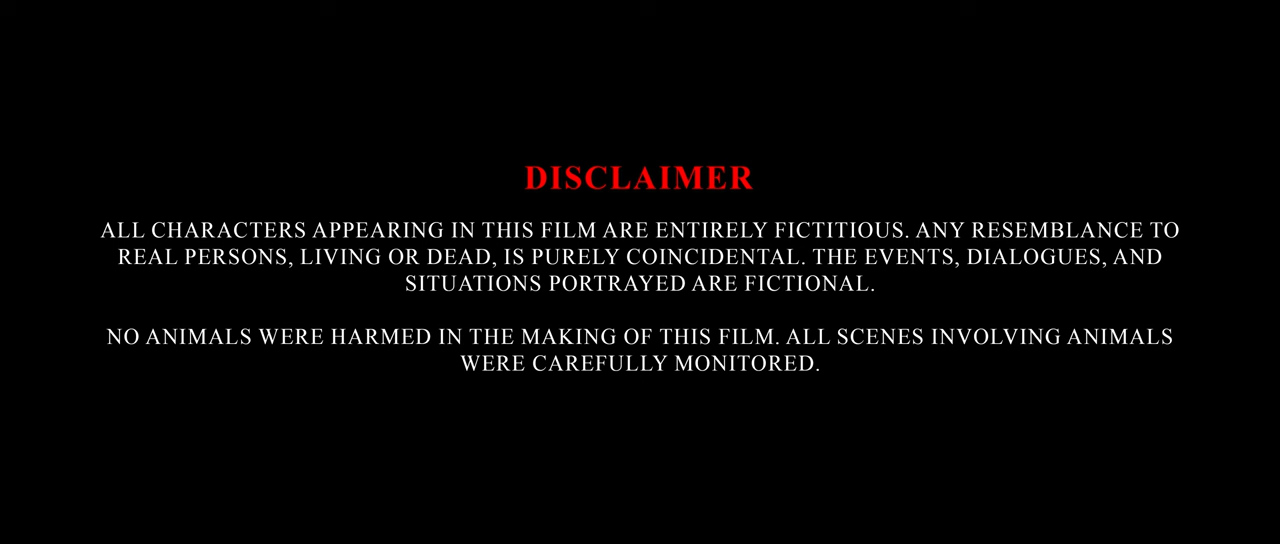 DISCLAIMER
ALL CHARACTERS APPEARING IN THIS FILM ARE ENTIRELY FICTITIOUS. ANY RESEMBLANCE TO
REAL PERSONS, LIVING OR DEAD, IS PURELY COINCIDENTAL. THE EVENTS, DIALOGUES, AND
SITUATIONS PORTRAYED ARE FICTIONAL.
NO ANIMALS WERE HARMED IN THE MAKING OF THIS FILM. ALL SCENES INVOLVING ANIMALS
WERE CAREFULLY MONITORED.